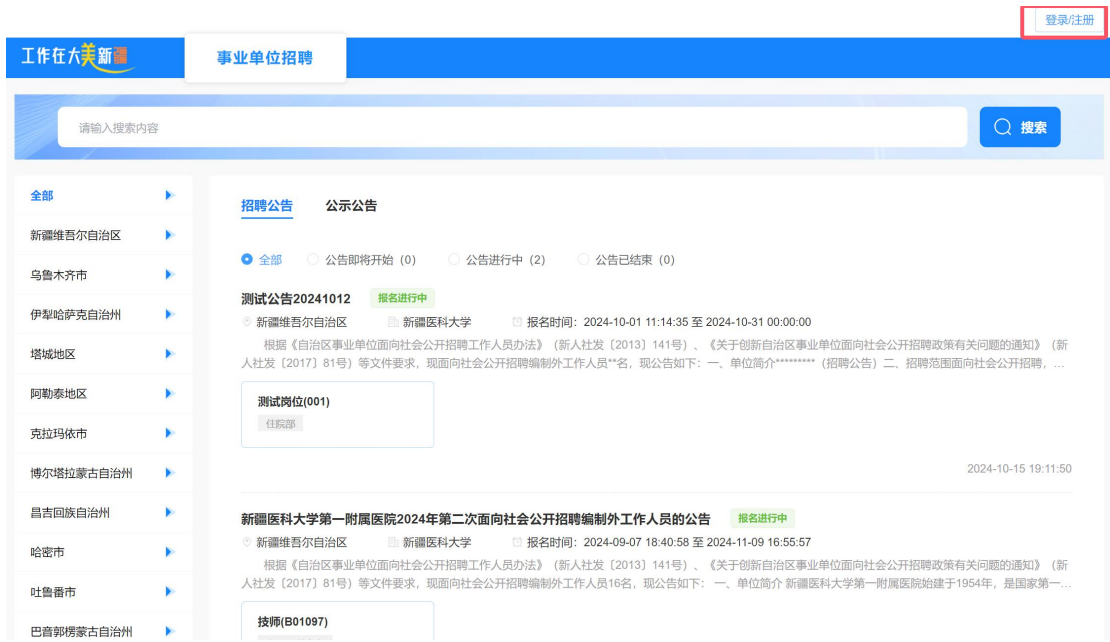 登录/注册
工作在大美新疆
事业单位招聘
请输入搜索内容
搜索
全部
新疆维吾尔自治区
乌鲁木齐市
伊犁哈萨克自治州
塔城地区
阿勒泰地区
克拉玛依市
博尔塔拉蒙古自治州
昌吉回族自治州
哈密市
吐鲁番市
巴音郭楞蒙古自治州
招聘公告 公示公告
全部 公告即将开始（0） 公告进行中（2） 公告已结束（0）
测试公告20241012 报名进行中
新疆维吾尔自治区 新疆医科大学 报名时间：2024-10-01 11:14:35 至 2024-10-31 00:00:00
根据《自治区事业单位面向社会公开招聘工作人员办法》（新人社发〔2013〕141号）、《关于创新自治区事业单位面向社会公开招聘政策有关问题的通知》（新
人社发〔2017〕81号）等文件要求，现面向社会公开招聘编制外工作人员**名，现公告如下：一、单位简介*********（招聘公告）二、招聘范围面向社会公开招聘，...
测试岗位(001)
住院部
2024-10-15 19:11:50
新疆医科大学第一附属医院2024年第二次面向社会公开招聘编制外工作人员的公告 报名进行中
新疆维吾尔自治区 新疆医科大学 报名时间：2024-09-07 18:40:58 至 2024-11-09 16:55:57
根据《自治区事业单位面向社会公开招聘工作人员办法》（新人社发〔2013〕141号）、《关于创新自治区事业单位面向社会公开招聘政策有关问题的通知》（新
人社发〔2017〕81号）等文件要求，现面向社会公开招聘编制外工作人员16名，现公告如下： 一、单位简介 新疆医科大学第一附属医院始建于1954年，是国家第一...
技师(B01097)